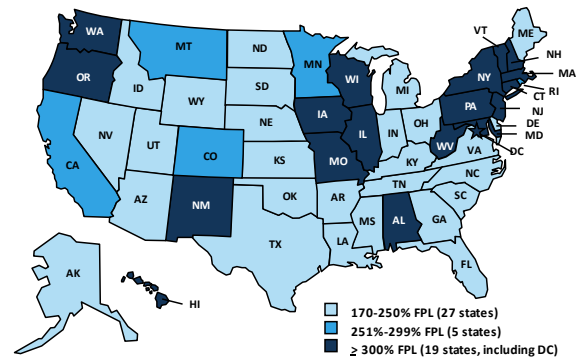 VT
ME
WA
MT
ND
MN
NH
OR
WI
NY
MA
ID
SD
MI
RI
WY
CT
IA
PA
NJ
NE
OH
DE
NV
IL
IN
MD
UT
WV
DC
CA
CO
KS
MO
KY
VA
NC
TN
AZ
NM
OK
AR
SC
MS
AL
GA
TX
LA
AK
FL
HI
170-250% FPL (27 states)
251%-299% FPL (5 states)
≥ 300% FPL (19 states, including DC)